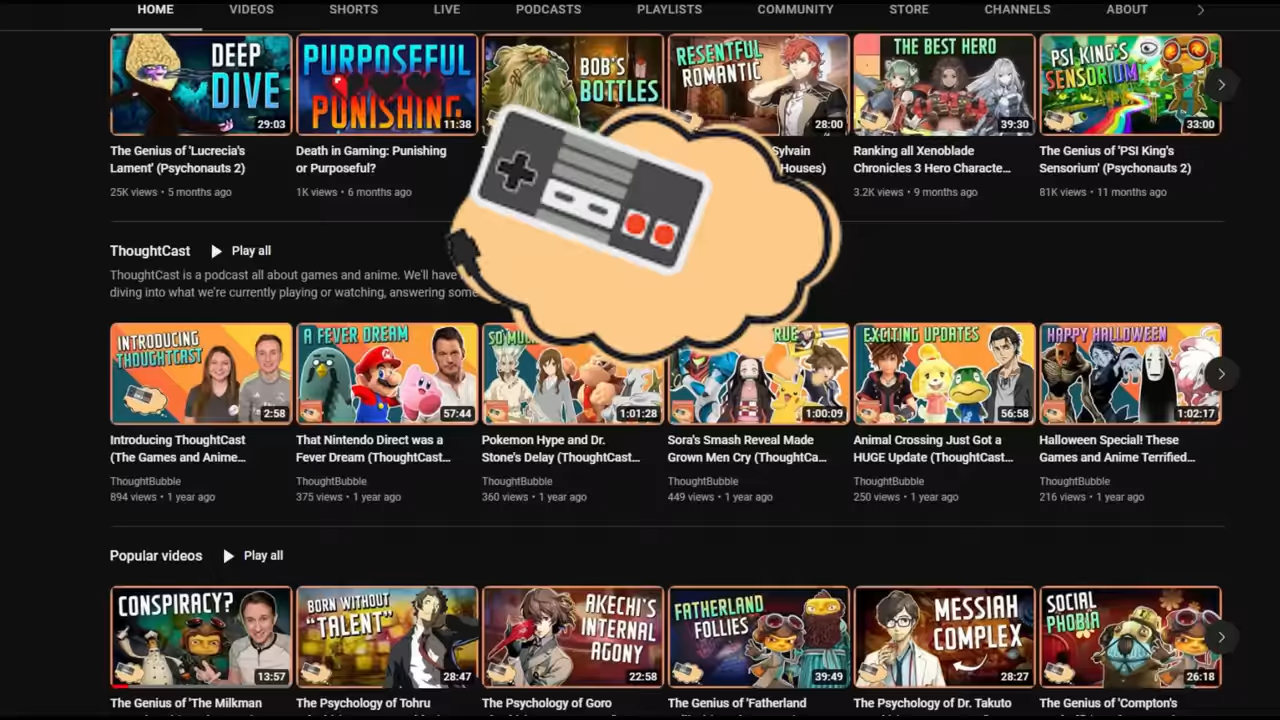 HOME VIDEOS SHORTS LIVE PODCASTS PLAYLISTS COMMUNITY STORE CHANNELS ABOUT
DEEP
DIVE
29:03
PURPOSEFUL
PUNISHING
11:38
BOB'S
BOTTLES
RESENTFUL
ROMANTIC
28:00
THE BEST HERO
39:30
PSI KING'S
SENSORIUM
33:00
The Genius of 'Lucrecia's
Lament' (Psychonauts 2)
25K views • 5 months ago
Death in Gaming: Punishing
or Purposeful?
1K views • 6 months ago
Sylvain
Houses)
Ranking all Xenoblade
Chronicles 3 Hero Characte...
3.2K views • 9 months ago
The Genius of 'PSI King's
Sensorium' (Psychonauts 2)
81K views • 11 months ago
ThoughtCast Play all
ThoughtCast is a podcast all about games and anime. We'll have
diving into what we're currently playing or watching, answering some
INTRODUCING
THOUGHTCAST
2:58
A FEVER DREAM
57:44
SO MUCH
1:01:28
TRUE
1:00:09
EXCITING UPDATES
56:58
HAPPY HALLOWEEN
1:02:17
Introducing ThoughtCast
(The Games and Anime...
ThoughtBubble
894 views • 1 year ago
That Nintendo Direct was a
Fever Dream (ThoughtCast...
ThoughtBubble
375 views • 1 year ago
Pokemon Hype and Dr.
Stone's Delay (ThoughtCast...
ThoughtBubble
360 views • 1 year ago
Sora's Smash Reveal Made
Grown Men Cry (ThoughtCa...
ThoughtBubble
449 views • 1 year ago
Animal Crossing Just Got a
HUGE Update (ThoughtCast...
ThoughtBubble
250 views • 1 year ago
Halloween Special! These
Games and Anime Terrified...
ThoughtBubble
216 views • 1 year ago
Popular videos Play all
CONSPIRACY?
13:57
BORN WITHOUT
"TALENT"
28:47
AKECHI'S
INTERNAL
AGONY
22:58
FATHERLAND
FOLLIES
39:49
MESSIAH
COMPLEX
28:27
SOCIAL
PHOBIA
26:18
The Genius of 'The Milkman
The Psychology of Tohru
The Psychology of Goro
The Genius of 'Fatherland
The Psychology of Dr. Takuto
The Genius of 'Compton's